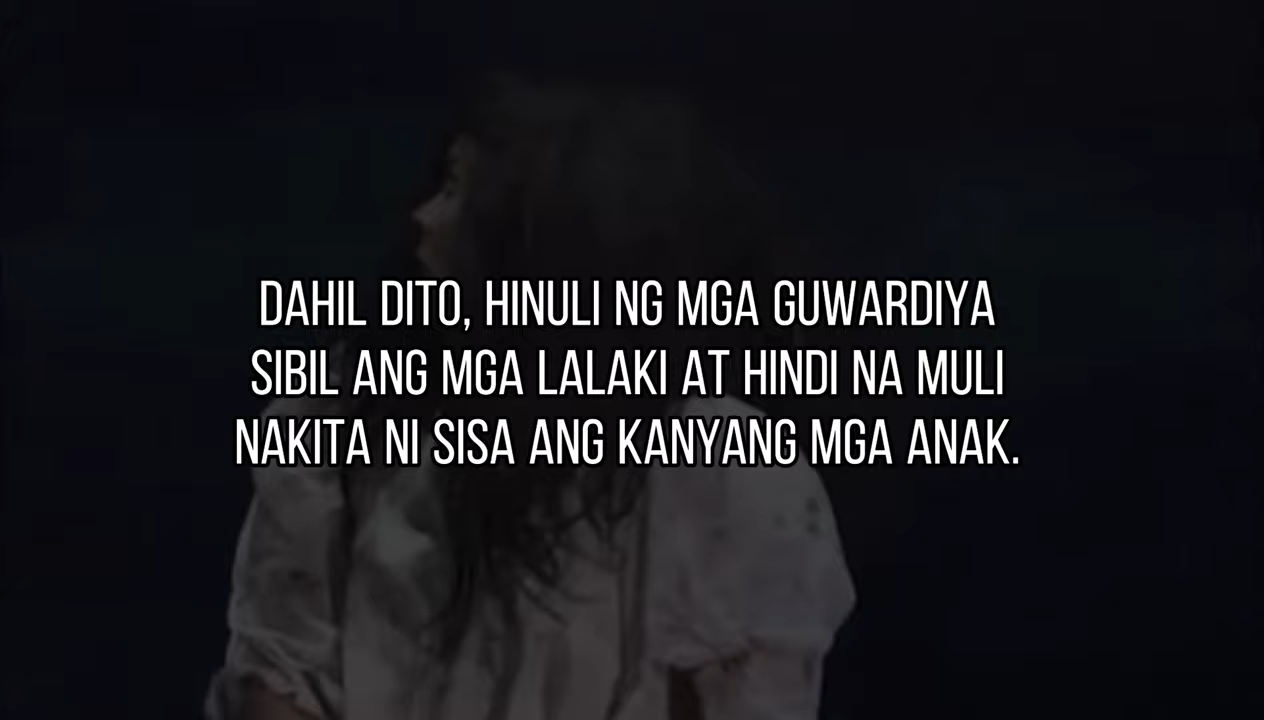 DAHIL DITO, HINULI NG MGA GUWARDIYA
SIBIL ANG MGA LALAKI AT HINDI NA MULI
NAKITA NI SISA ANG KANYANG MGA ANAK.